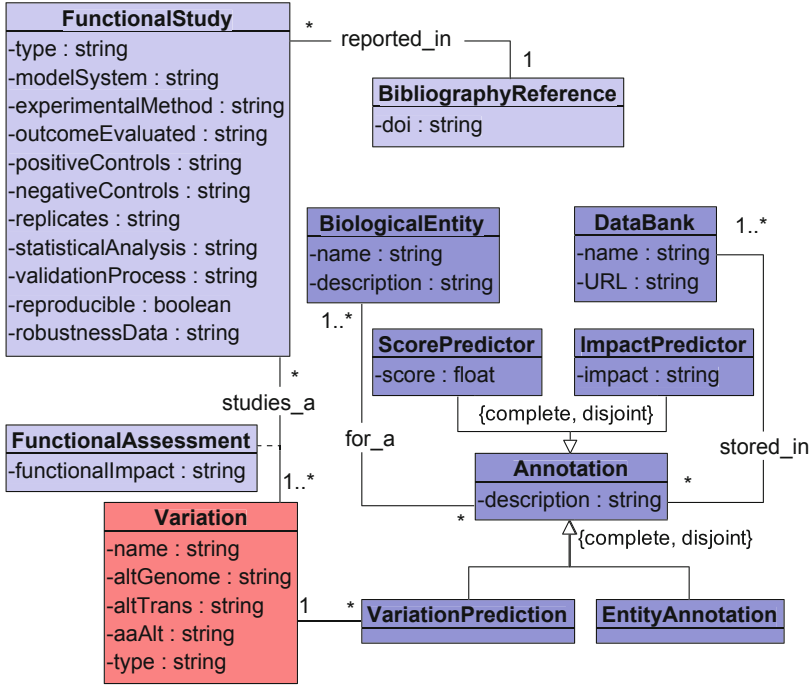 FunctionalStudy
-type : string
-modelSystem : string
-experimentalMethod : string
-outcomeEvaluated : string
-positiveControls : string
-negativeControls : string
-replicates : string
-statisticalAnalysis : string
-validationProcess : string
-reproducible : boolean
-robustnessData : string
*
reported_in
1
BibliographyReference
-doi : string
BiologicalEntity
-name : string
-description : string
1..*
DataBank
-name : string
-URL : string
1..*
ScorePredictor
-score : float
ImpactPredictor
-impact : string
{complete, disjoint}
*
studies_a
for_a
stored_in
FunctionalAssessment
-functionalImpact : string
1..*
Annotation
-description : string
*
*
{complete, disjoint}
Variation
-name : string
-altGenome : string
-altTrans : string
-aaAlt : string
-type : string
1
*
VariationPrediction
EntityAnnotation